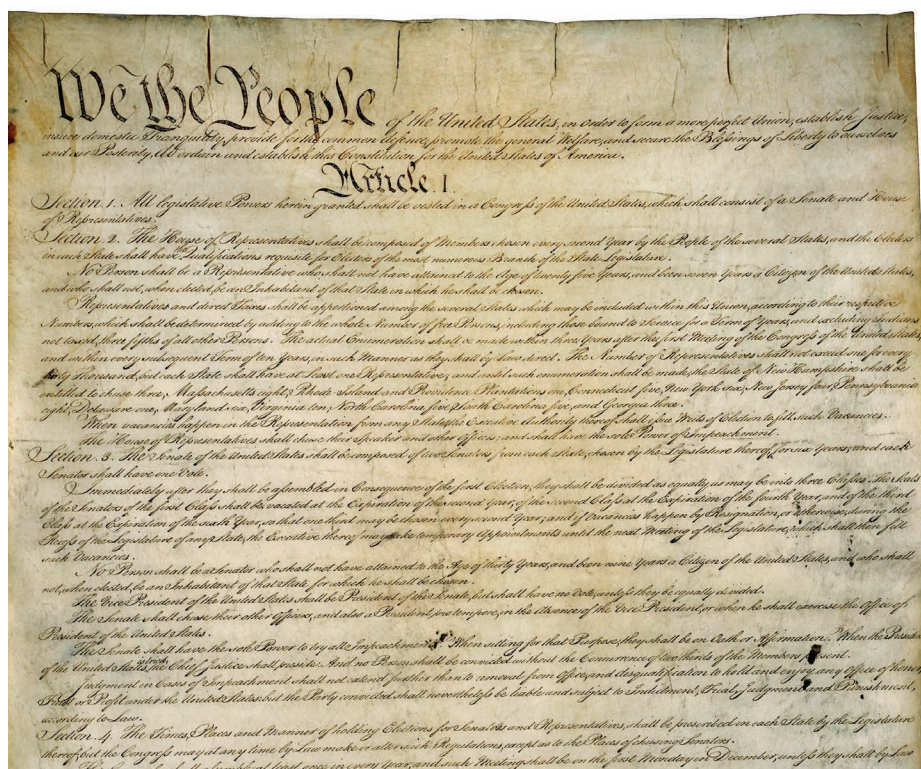 We the People of the United States, in Order to form a more perfect Union, establish Justice,
insure domestic Tranquility, provide for the common defence, promote the general Welfare, and secure the Blessings of Liberty to ourselves
and our Posterity, do ordain and establish this Constitution for the United States of America.
Article. I.
Section. 1. All legislative Powers herein granted shall be vested in a Congress of the United States, which shall consist of a Senate and House
of Representatives.
Section. 2. The House of Representatives shall be composed of Members chosen every second Year by the People of the several States, and the Electors
in each State shall have the Qualifications requisite for Electors of the most numerous Branch of the State Legislature.
No Person shall be a Representative who shall not have attained to the Age of twenty five Years, and been seven Years a Citizen of the United States,
and who shall not, when elected, be an Inhabitant of that State in which he shall be chosen.
Representatives and direct Taxes shall be apportioned among the several States which may be included within this Union, according to their respective
Numbers, which shall be determined by adding to the whole Number of free Persons, including those bound to Service for a Term of Years, and excluding Indians
not taxed, three fifths of all other Persons. The actual Enumeration shall be made within three Years after the first Meeting of the Congress of the United States,
and within every subsequent Term of ten Years, in such Manner as they shall by Law direct. The Number of Representatives shall not exceed one for every
thirty Thousand, but each State shall have at Least one Representative; and until such enumeration shall be made, the State of New Hampshire shall be
entitled to chuse three, Massachusetts eight, Rhode-Island and Providence Plantations one, Connecticut five, New-York six, New Jersey four, Pennsylvania
eight, Delaware one, Maryland six, Virginia ten, North Carolina five, South Carolina five, and Georgia three.
When vacancies happen in the Representation from any State, the Executive Authority thereof shall issue Writs of Election to fill such Vacancies.
The House of Representatives shall chuse their Speaker and other Officers; and shall have the sole Power of Impeachment.
Section. 3. The Senate of the United States shall be composed of two Senators from each State, chosen by the Legislature thereof, for six Years; and each
Senator shall have one Vote.
Immediately after they shall be assembled in Consequence of the first Election, they shall be divided as equally as may be into three Classes. The Seats
of the Senators of the first Class shall be vacated at the Expiration of the second Year, of the second Class at the Expiration of the fourth Year, and of the third
Class at the Expiration of the sixth Year, so that one third may be chosen every second Year; and if Vacancies happen by Resignation, or otherwise, during the
Recess of the Legislature of any State, the Executive thereof may make temporary Appointments until the next Meeting of the Legislature, which shall then fill
such Vacancies.
No Person shall be a Senator who shall not have attained to the Age of thirty Years, and been nine Years a Citizen of the United States, and who shall
not, when elected, be an Inhabitant of that State for which he shall be chosen.
The Vice President of the United States shall be President of the Senate, but shall have no Vote, unless they be equally divided.
The Senate shall chuse their other Officers, and also a President pro tempore, in the Absence of the Vice President, or when he shall exercise the Office of
President of the United States.
The Senate shall have the sole Power to try all Impeachments. When sitting for that Purpose, they shall be on Oath or Affirmation. When the President
of the United States is tried, the Chief Justice shall preside: And no Person shall be convicted without the Concurrence of two thirds of the Members present.
Judgment in Cases of Impeachment shall not extend further than to removal from Office, and disqualification to hold and enjoy any Office of honor,
Trust or Profit under the United States: but the Party convicted shall nevertheless be liable and subject to Indictment, Trial, Judgment and Punishment,
according to Law.
Section. 4. The Times, Places and Manner of holding Elections for Senators and Representatives, shall be prescribed in each State by the Legislature
thereof; but the Congress may at any time by Law make or alter such Regulations, except as to the Places of chusing Senators.
at least once in every Year, and such Meeting shall be on the first Monday in December, unless they shall by Law